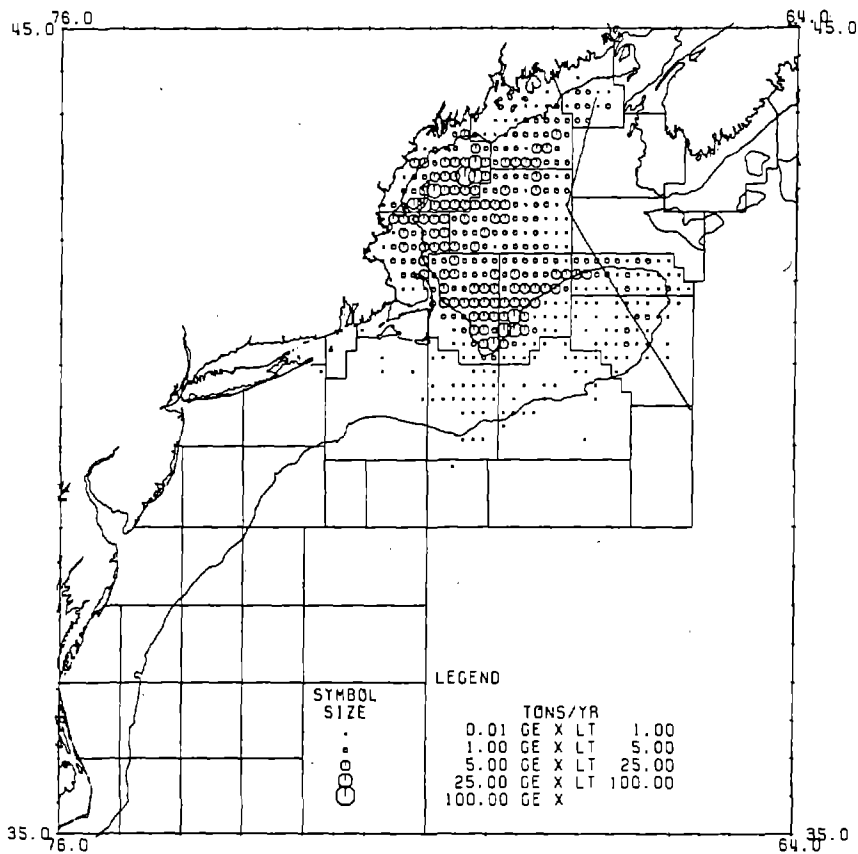 76.0 64.0
45.0 45.0
LEGEND
SYMBOL
SIZE
TONS/YR
0.01 GE X LT 1.00
1.00 GE X LT 5.00
5.00 GE X LT 25.00
25.00 GE X LT 100.00
100.00 GE X
35.0 35.0
76.0 64.0